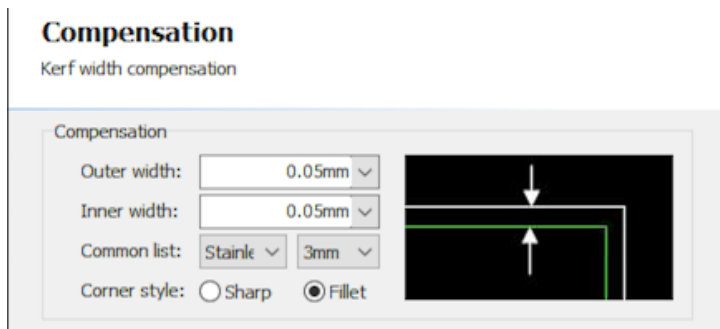 Compensation
Kerf width compensation
Compensation
Outer width: 0.05mm
Inner width: 0.05mm
Common list: Stainle 3mm
Corner style: Sharp Fillet